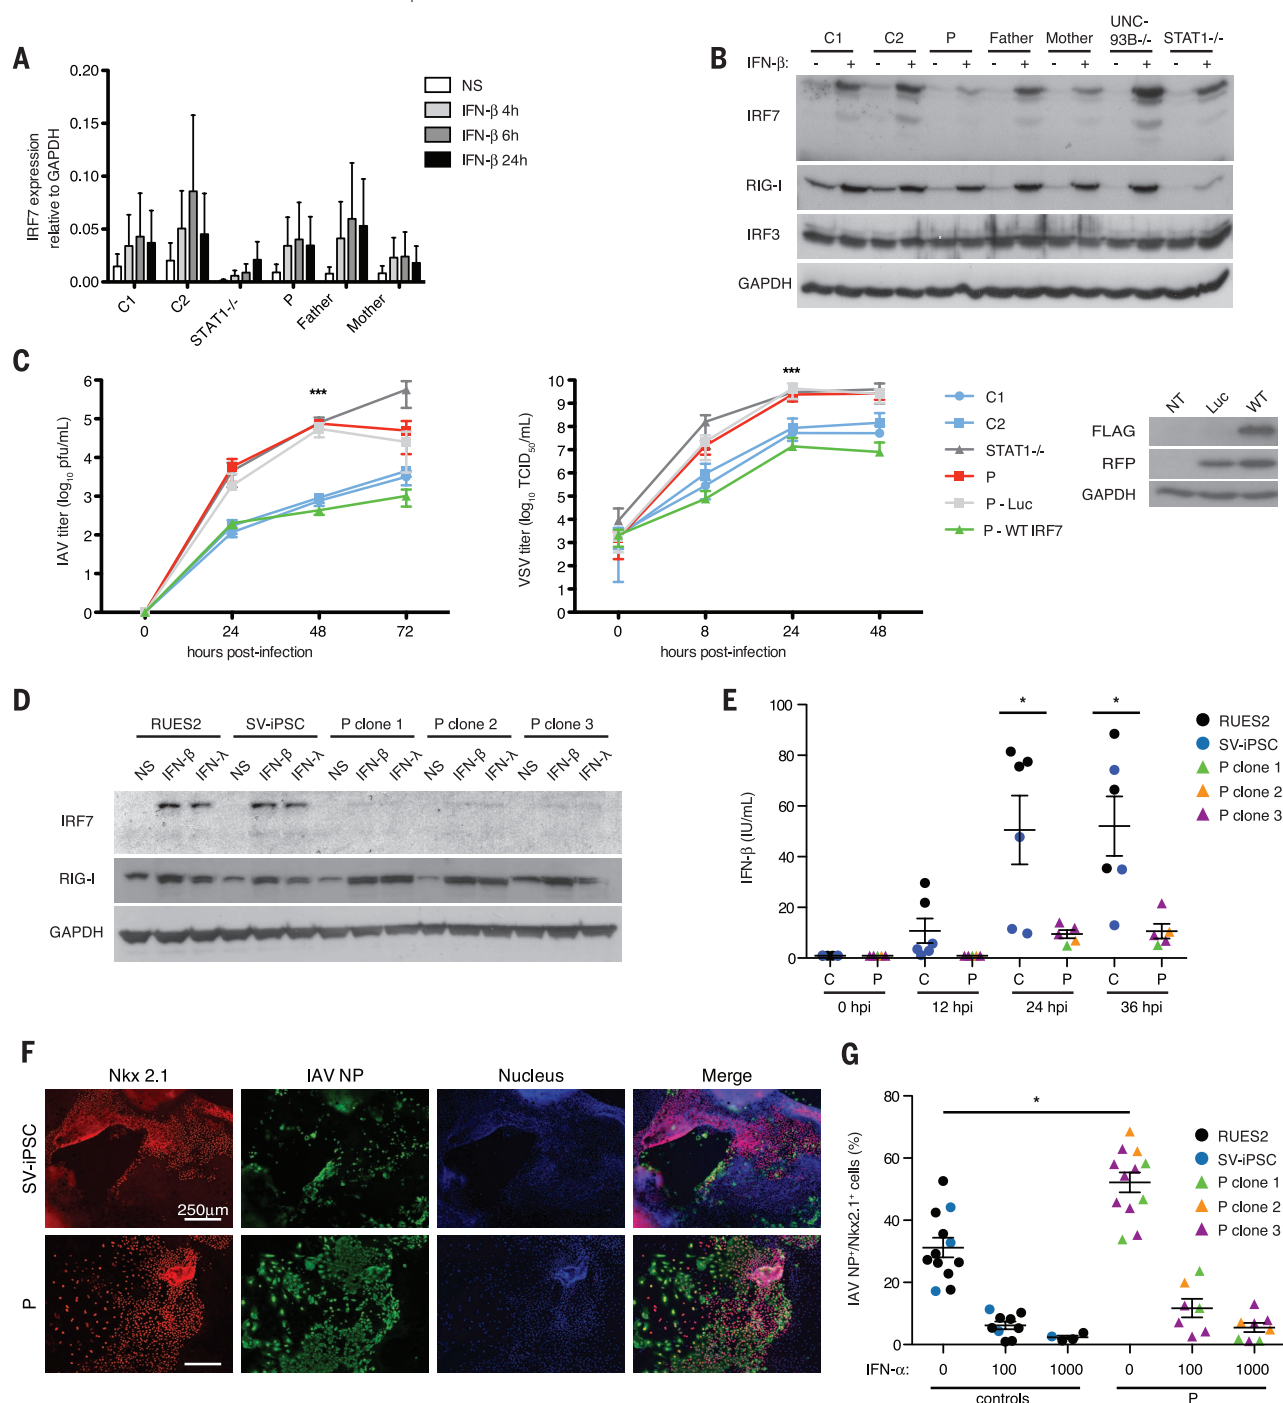 A
IRF7 expression
relative to GAPDH
0.20
0.15
0.10
0.05
0.00
NS
IFN-β 4h
IFN-β 6h
IFN-β 24h
C1
C2
STAT1-/-
P
Father
Mother
B
C1 C2 P Father Mother UNC-93B-/- STAT1-/-
IFN-β: - + - + - + - + - + - + - +
IRF7
RIG-I
IRF3
GAPDH
C
IAV titer (log10 pfu/mL)
6
5
4
3
2
1
0
0 24 48 72
hours post-infection
***
VSV titer (log10 TCID50/mL)
10
9
8
7
6
5
4
3
2
1
0
0 8 24 48
hours post-infection
***
C1
C2
STAT1-/-
P
P - Luc
P - WT IRF7
NT Luc WT
FLAG
RFP
GAPDH
D
RUES2 SV-iPSC P clone 1 P clone 2 P clone 3
NS IFN-β IFN-λ NS IFN-β IFN-λ NS IFN-β IFN-λ NS IFN-β IFN-λ NS IFN-β IFN-λ
IRF7
RIG-I
GAPDH
E
IFN-β (IU/mL)
100
80
60
40
20
0
* *
C P C P C P C P
0 hpi 12 hpi 24 hpi 36 hpi
RUES2
SV-iPSC
P clone 1
P clone 2
P clone 3
F
Nkx 2.1 IAV NP Nucleus Merge
SV-iPSC
250μm
P
G
IAV NP+/Nkx2.1+ cells (%)
80
60
40
20
0
*
IFN-α: 0 100 1000 0 100 1000
controls P
RUES2
SV-iPSC
P clone 1
P clone 2
P clone 3